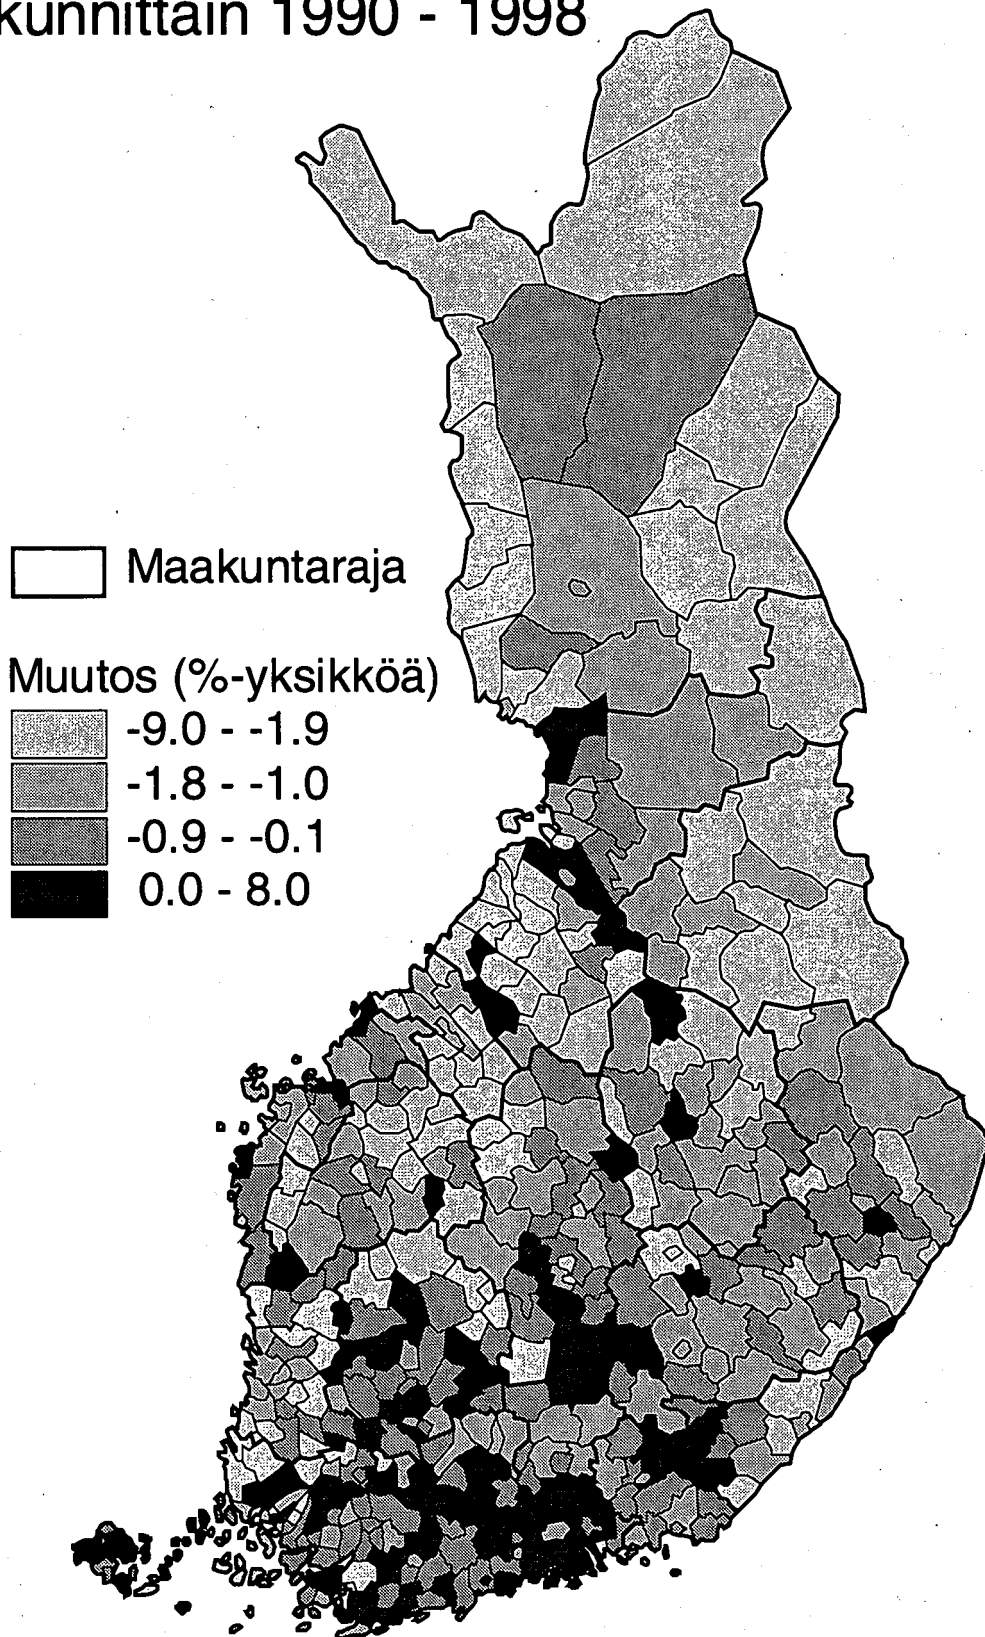 kunnittain 1990 - 1998
Maakuntaraja
Muutos (%-yksikköä)
-9.0 - -1.9
-1.8 - -1.0
-0.9 - -0.1
0.0 - 8.0